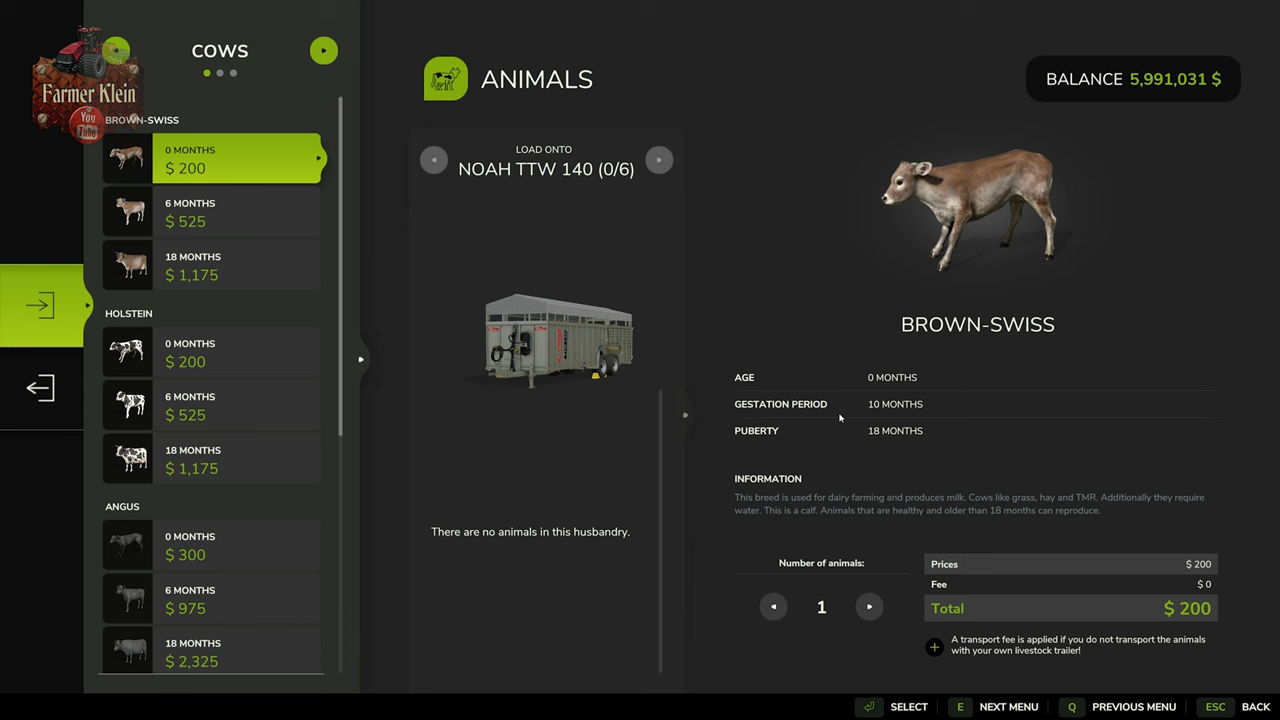 Farmer Klein
You
Tube
COWS
BROWN-SWISS
0 MONTHS
$ 200
6 MONTHS
$ 525
18 MONTHS
$ 1,175
HOLSTEIN
0 MONTHS
$ 200
6 MONTHS
$ 525
18 MONTHS
$ 1,175
ANGUS
0 MONTHS
$ 300
6 MONTHS
$ 975
18 MONTHS
$ 2,325
ANIMALS
BALANCE 5,991,031 $
LOAD ONTO
NOAH TTW 140 (0/6)
There are no animals in this husbandry.
BROWN-SWISS
AGE 0 MONTHS
GESTATION PERIOD 10 MONTHS
PUBERTY 18 MONTHS
INFORMATION
This breed is used for dairy farming and produces milk. Cows like grass, hay and TMR. Additionally they require
water. This is a calf. Animals that are healthy and older than 18 months can reproduce.
Number of animals:
1
Prices $ 200
Fee $ 0
Total $ 200
A transport fee is applied if you do not transport the animals
with your own livestock trailer!
SELECT E NEXT MENU Q PREVIOUS MENU ESC BACK